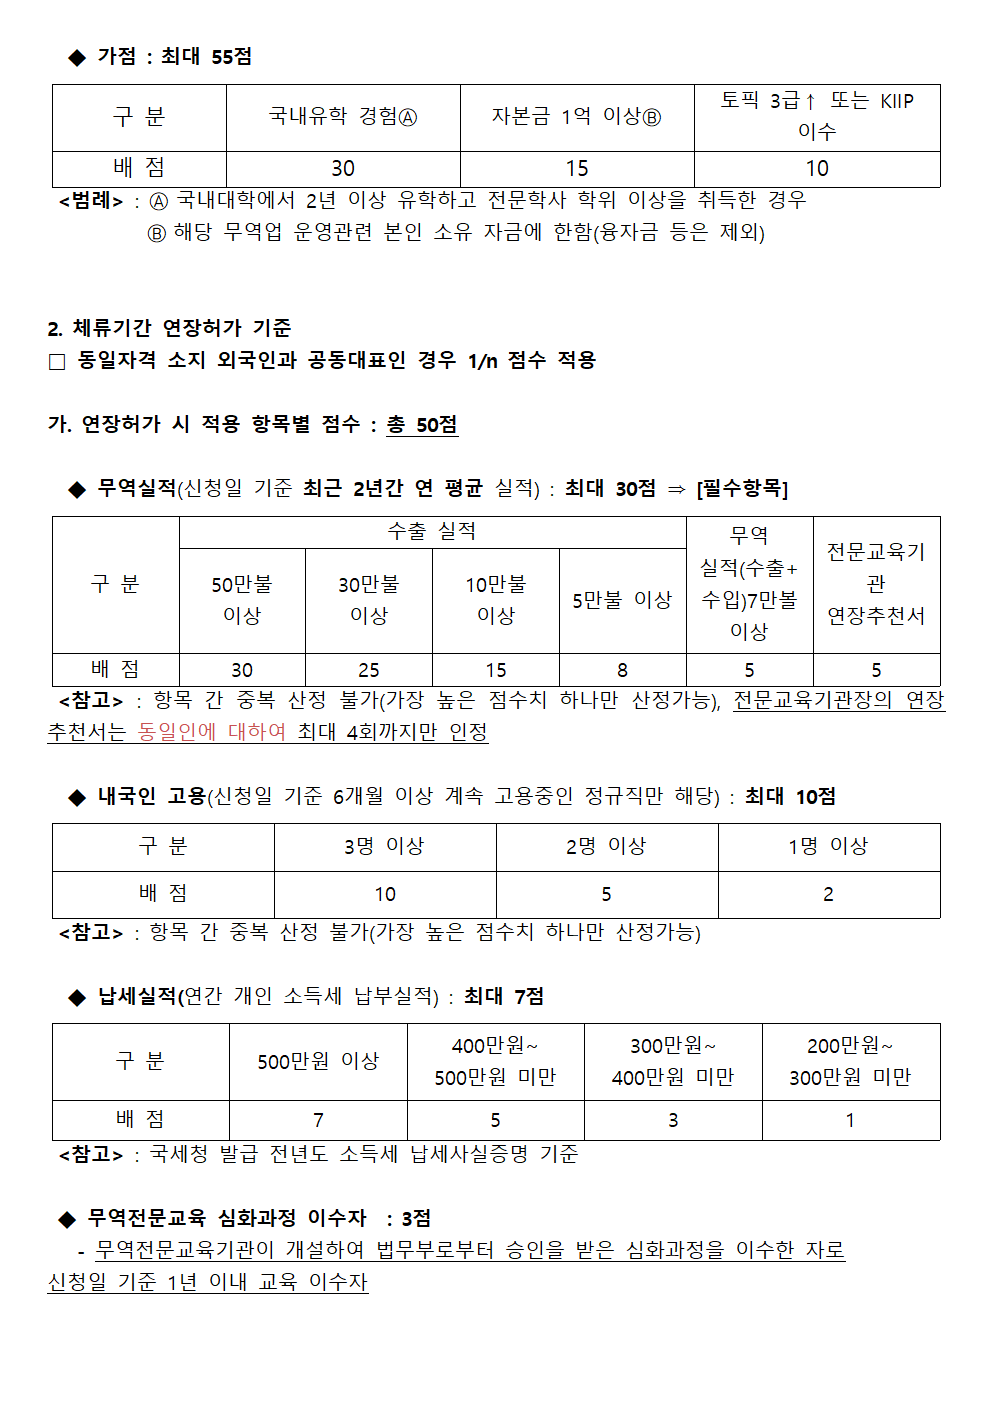 ◆ 가점 : 최대 55점
구 분 국내유학 경험Ⓐ 자본금 1억 이상Ⓑ 토픽 3급↑ 또는 KIIP
이수
배 점 30 15 10
<범례> : Ⓐ 국내대학에서 2년 이상 유학하고 전문학사 학위 이상을 취득한 경우
Ⓑ 해당 무역업 운영관련 본인 소유 자금에 한함(융자금 등은 제외)
2. 체류기간 연장허가 기준
□ 동일자격 소지 외국인과 공동대표인 경우 1/n 점수 적용
가. 연장허가 시 적용 항목별 점수 : 총 50점
◆ 무역실적(신청일 기준 최근 2년간 연 평균 실적) : 최대 30점 ⇒ [필수항목]
구 분
수출 실적
50만불
이상
30만불
이상
10만불
이상
5만불 이상
무역
실적(수출+
수입)7만볼
이상
전문교육기
관
연장추천서
배 점 30 25 15 8 5 5
<참고> : 항목 간 중복 산정 불가(가장 높은 점수치 하나만 산정가능), 전문교육기관장의 연장
추천서는 동일인에 대하여 최대 4회까지만 인정
◆ 내국인 고용(신청일 기준 6개월 이상 계속 고용중인 정규직만 해당) : 최대 10점
구 분 3명 이상 2명 이상 1명 이상
배 점 10 5 2
<참고> : 항목 간 중복 산정 불가(가장 높은 점수치 하나만 산정가능)
◆ 납세실적(연간 개인 소득세 납부실적) : 최대 7점
구 분
500만원 이상
400만원~
500만원 미만
300만원~
400만원 미만
200만원~
300만원 미만
배 점 7 5 3 1
<참고> : 국세청 발급 전년도 소득세 납세사실증명 기준
◆ 무역전문교육 심화과정 이수자 : 3점
- 무역전문교육기관이 개설하여 법무부로부터 승인을 받은 심화과정을 이수한 자로
신청일 기준 1년 이내 교육 이수자